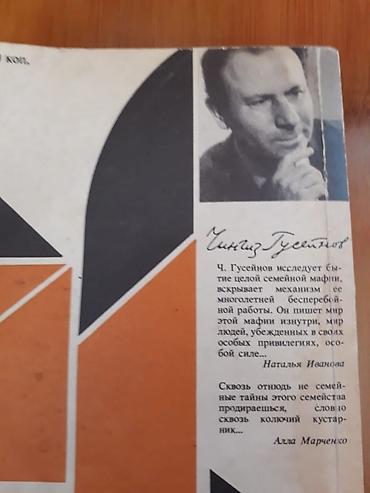 коп.
Чингиз Гусейнов
Ч. Гусейнов исследует бы-
тие целой семейной мафии,
вскрывает механизм ее
многолетней бесперебой-
ной работы. Он пишет мир
этой мафии изнутри, мир
людей, убежденных в своих
особых привилегиях, осо-
бой силе...
Наталья Иванова
Сквозь отнюдь не семей-
ные тайны этого семейства
продираешься, словно
сквозь колючий кустар-
ник...
Алла Марченко